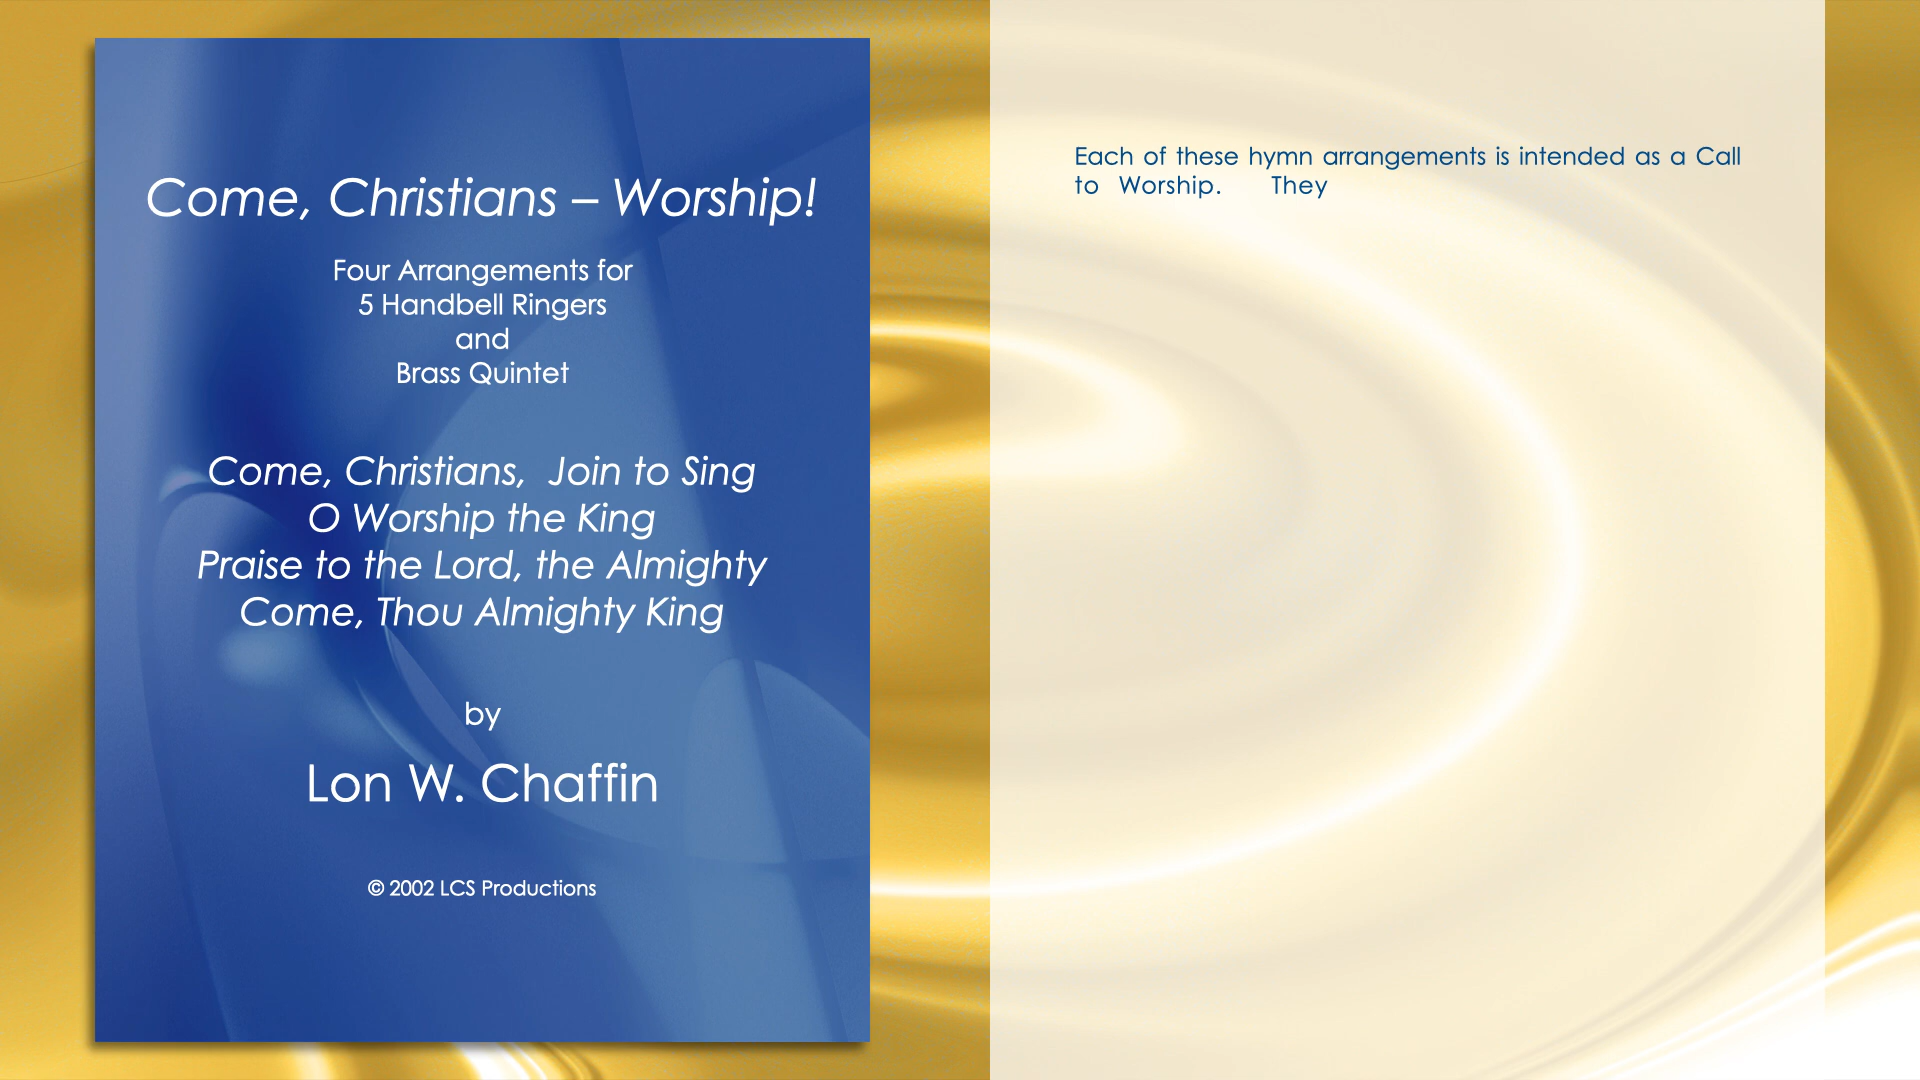 Come, Christians – Worship!
Four Arrangements for
5 Handbell Ringers
and
Brass Quintet
Come, Christians, Join to Sing
O Worship the King
Praise to the Lord, the Almighty
Come, Thou Almighty King
by
Lon W. Chaffin
© 2002 LCS Productions
Each of these hymn arrangements is intended as a Call
to Worship. They